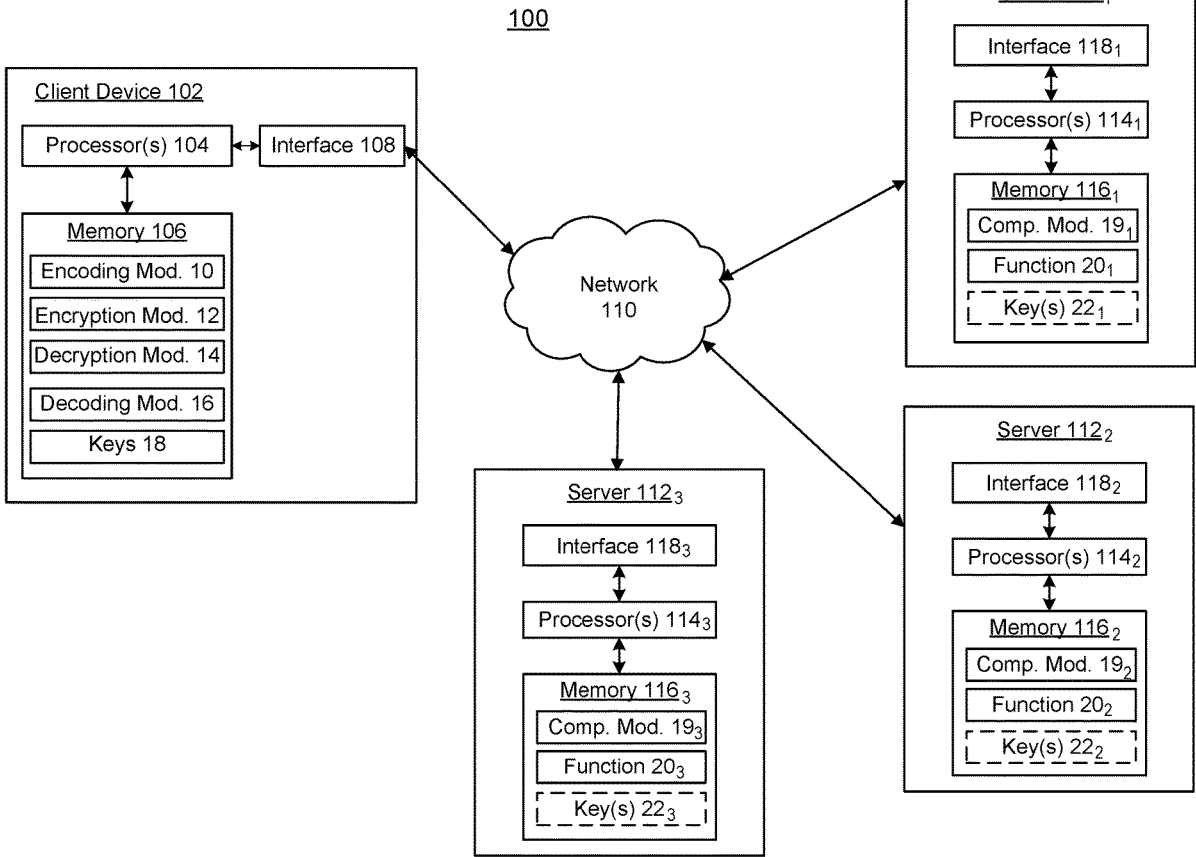 100
Client Device 102
Processor(s) 104
Interface 108
Memory 106
Encoding Mod. 10
Encryption Mod. 12
Decryption Mod. 14
Decoding Mod. 16
Keys 18
Network
110
Interface 118₁
Processor(s) 114₁
Memory 116₁
Comp. Mod. 19₁
Function 20₁
Key(s) 22₁
Server 112₂
Interface 118₂
Processor(s) 114₂
Memory 116₂
Comp. Mod. 19₂
Function 20₂
Key(s) 22₂
Server 112₃
Interface 118₃
Processor(s) 114₃
Memory 116₃
Comp. Mod. 19₃
Function 20₃
Key(s) 22₃